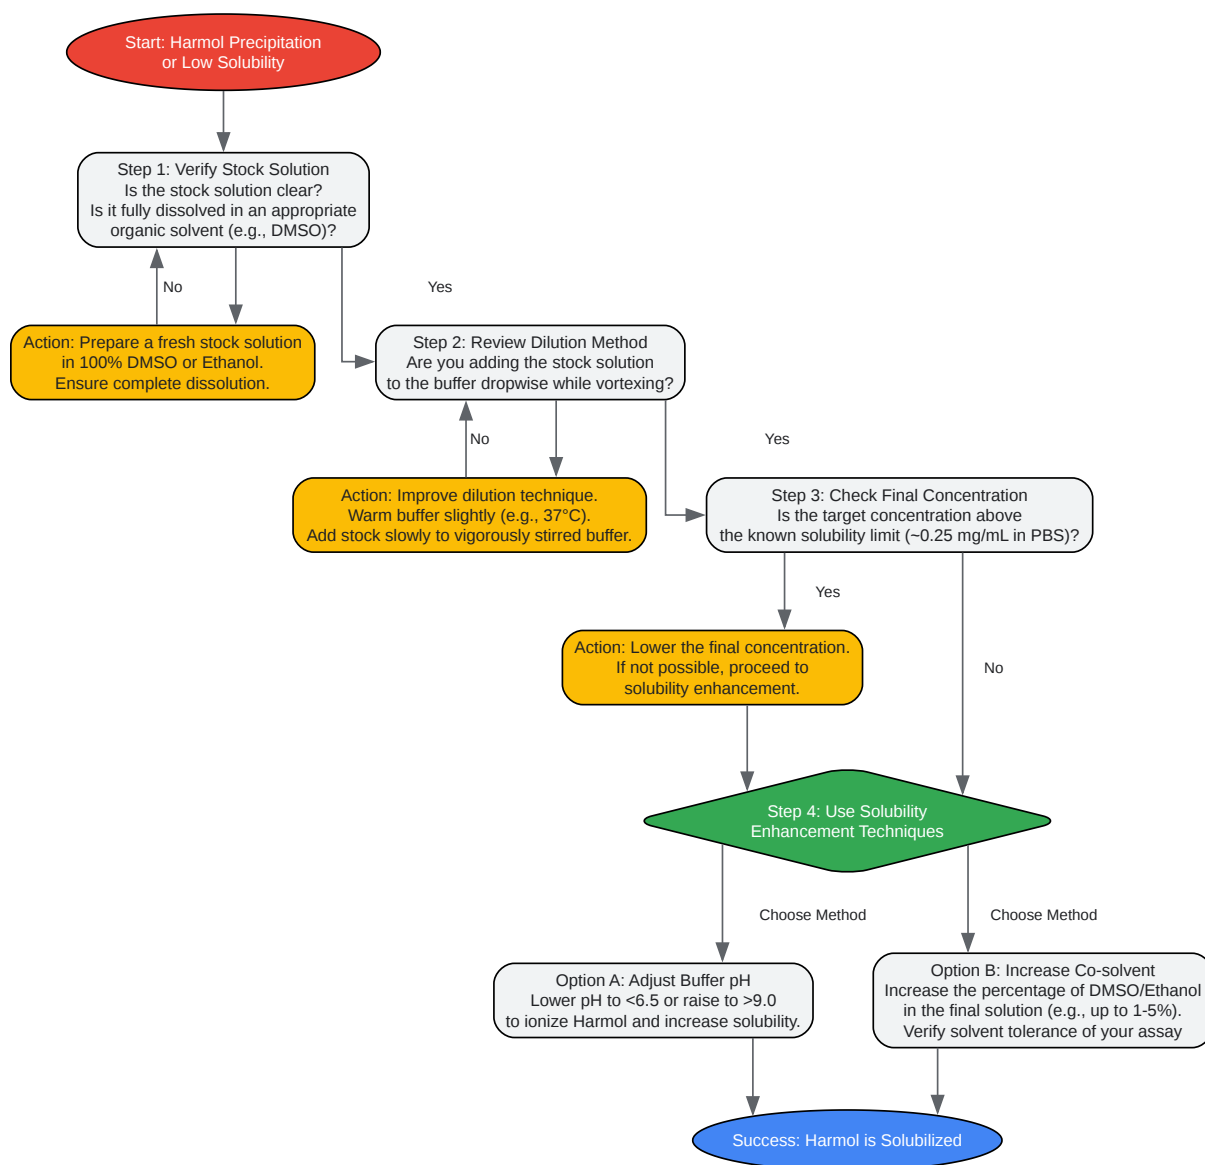 Start: Harmol Precipitation
or Low Solubility
Step 1: Verify Stock Solution
Is the stock solution clear?
Is it fully dissolved in an appropriate
organic solvent (e.g., DMSO)?
No
Yes
Action: Prepare a fresh stock solution
in 100% DMSO or Ethanol.
Ensure complete dissolution.
Step 2: Review Dilution Method
Are you adding the stock solution
to the buffer dropwise while vortexing?
No
Yes
Action: Improve dilution technique.
Warm buffer slightly (e.g., 37°C).
Add stock slowly to vigorously stirred buffer.
Step 3: Check Final Concentration
Is the target concentration above
the known solubility limit (~0.25 mg/mL in PBS)?
Yes
No
Action: Lower the final concentration.
If not possible, proceed to
solubility enhancement.
Step 4: Use Solubility
Enhancement Techniques
Choose Method
Choose Method
Option A: Adjust Buffer pH
Lower pH to <6.5 or raise to >9.0
to ionize Harmol and increase solubility.
Option B: Increase Co-solvent
Increase the percentage of DMSO/Ethanol
in the final solution (e.g., up to 1-5%).
Verify solvent tolerance of your assay
Success: Harmol is Solubilized